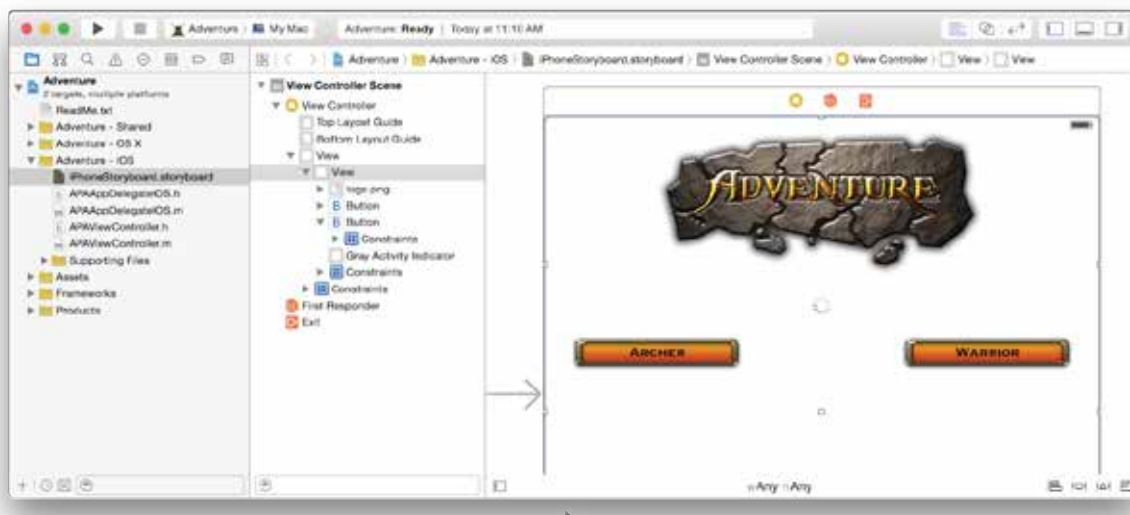 Adventure My Mac Adventure: Ready | Today at 11:10 AM
Adventure Adventure - iOS iPhoneStoryboard.storyboard View Controller Scene View Controller View View
Adventure
2 targets, multiple platforms
ReadMe.txt
Adventure - Shared
Adventure - OS X
Adventure - iOS
iPhoneStoryboard.storyboard
APAAppDelegateiOS.h
APAAppDelegateiOS.m
APAViewController.h
APAViewController.m
Supporting Files
Assets
Frameworks
Products
View Controller Scene
View Controller
Top Layout Guide
Bottom Layout Guide
View
View
logo.png
B Button
B Button
Constraints
Gray Activity Indicator
Constraints
Constraints
First Responder
Exit
ADVENTURE
ARCHER
WARRIOR
wAny hAny